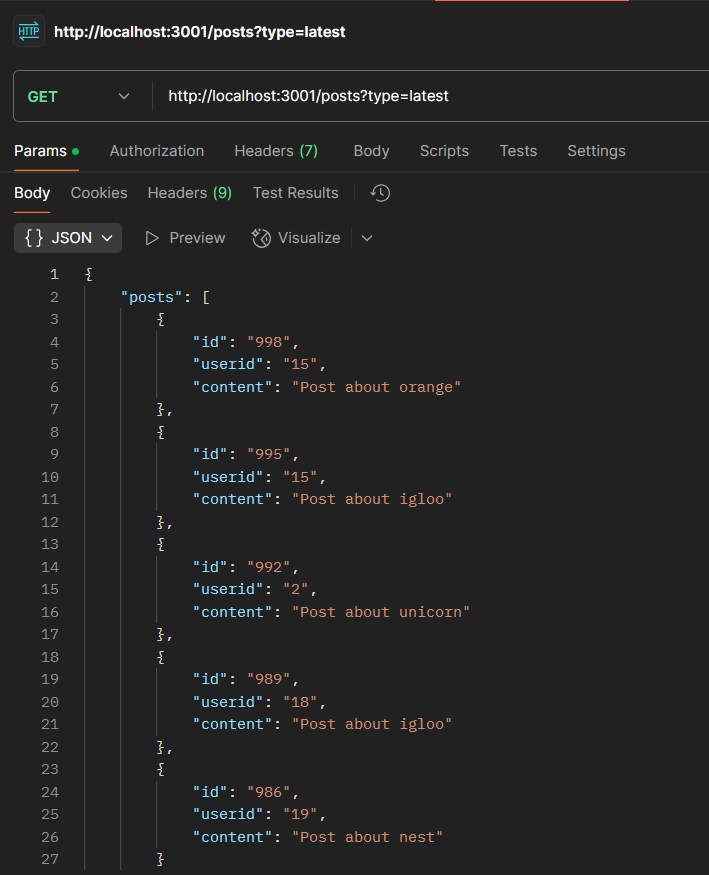 HTTP http://localhost:3001/posts?type=latest
GET http://localhost:3001/posts?type=latest
Params Authorization Headers (7) Body Scripts Tests Settings
Body Cookies Headers (9) Test Results
{} JSON Preview Visualize
1 {
2 "posts": [
3 {
4 "id": "998",
5 "userid": "15",
6 "content": "Post about orange"
7 },
8 {
9 "id": "995",
10 "userid": "15",
11 "content": "Post about igloo"
12 },
13 {
14 "id": "992",
15 "userid": "2",
16 "content": "Post about unicorn"
17 },
18 {
19 "id": "989",
20 "userid": "18",
21 "content": "Post about igloo"
22 },
23 {
24 "id": "986",
25 "userid": "19",
26 "content": "Post about nest"
27 }